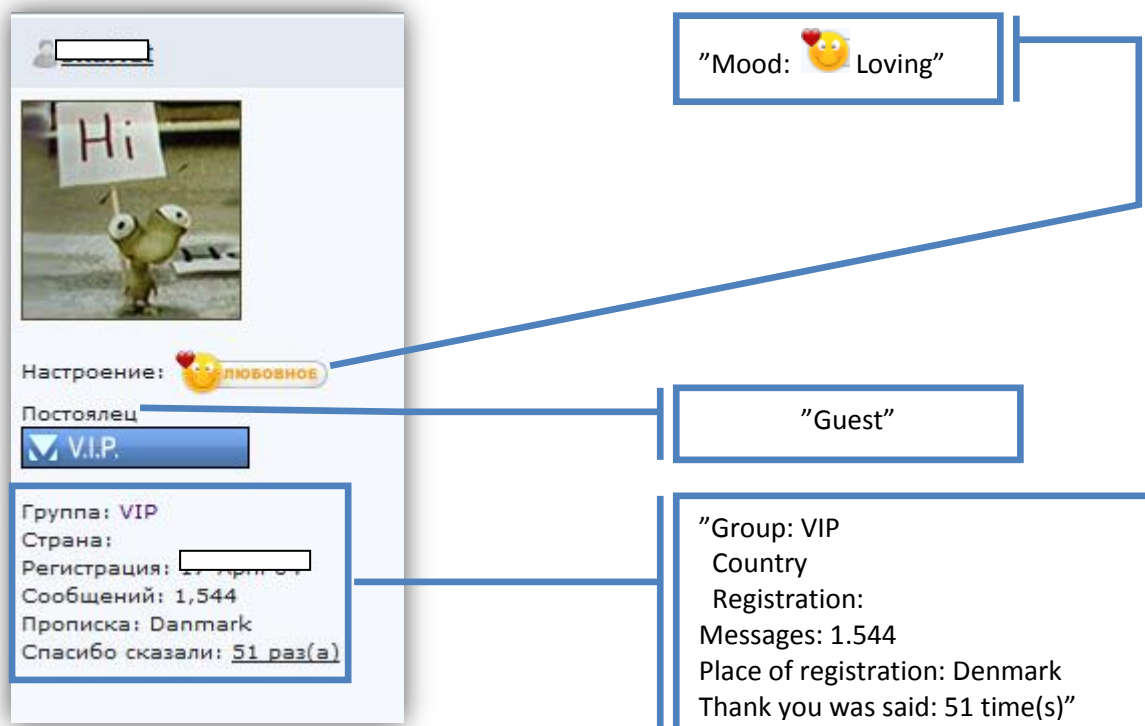 Hi
Настроение: любовное
Постоялец
V.I.P.
Группа: VIP
Страна:
Регистрация:
Сообщений: 1,544
Прописка: Danmark
Спасибо сказали: 51 раз(а)
”Mood: Loving”
”Guest”
”Group: VIP
Country
Registration:
Messages: 1.544
Place of registration: Denmark
Thank you was said: 51 time(s)”